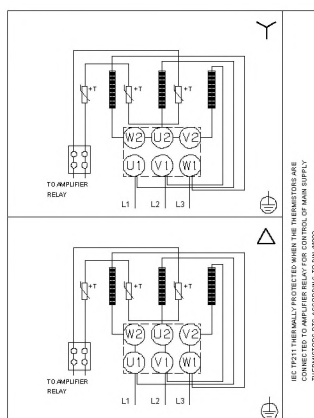 +T
+T
+T
W2 U2 V2
U1 V1 W1
TO AMPLIFIER
RELAY
L1 L2 L3
+T
+T
+T
W2 U2 V2
U1 V1 W1
TO AMPLIFIER
RELAY
L1 L2 L3
IEC TP211 THERMALLY PROTECTED WHEN THE THERMISTORS ARE
CONNECTED TO AMPLIFIER RELAY FOR CONTROL OF MAIN SUPPLY